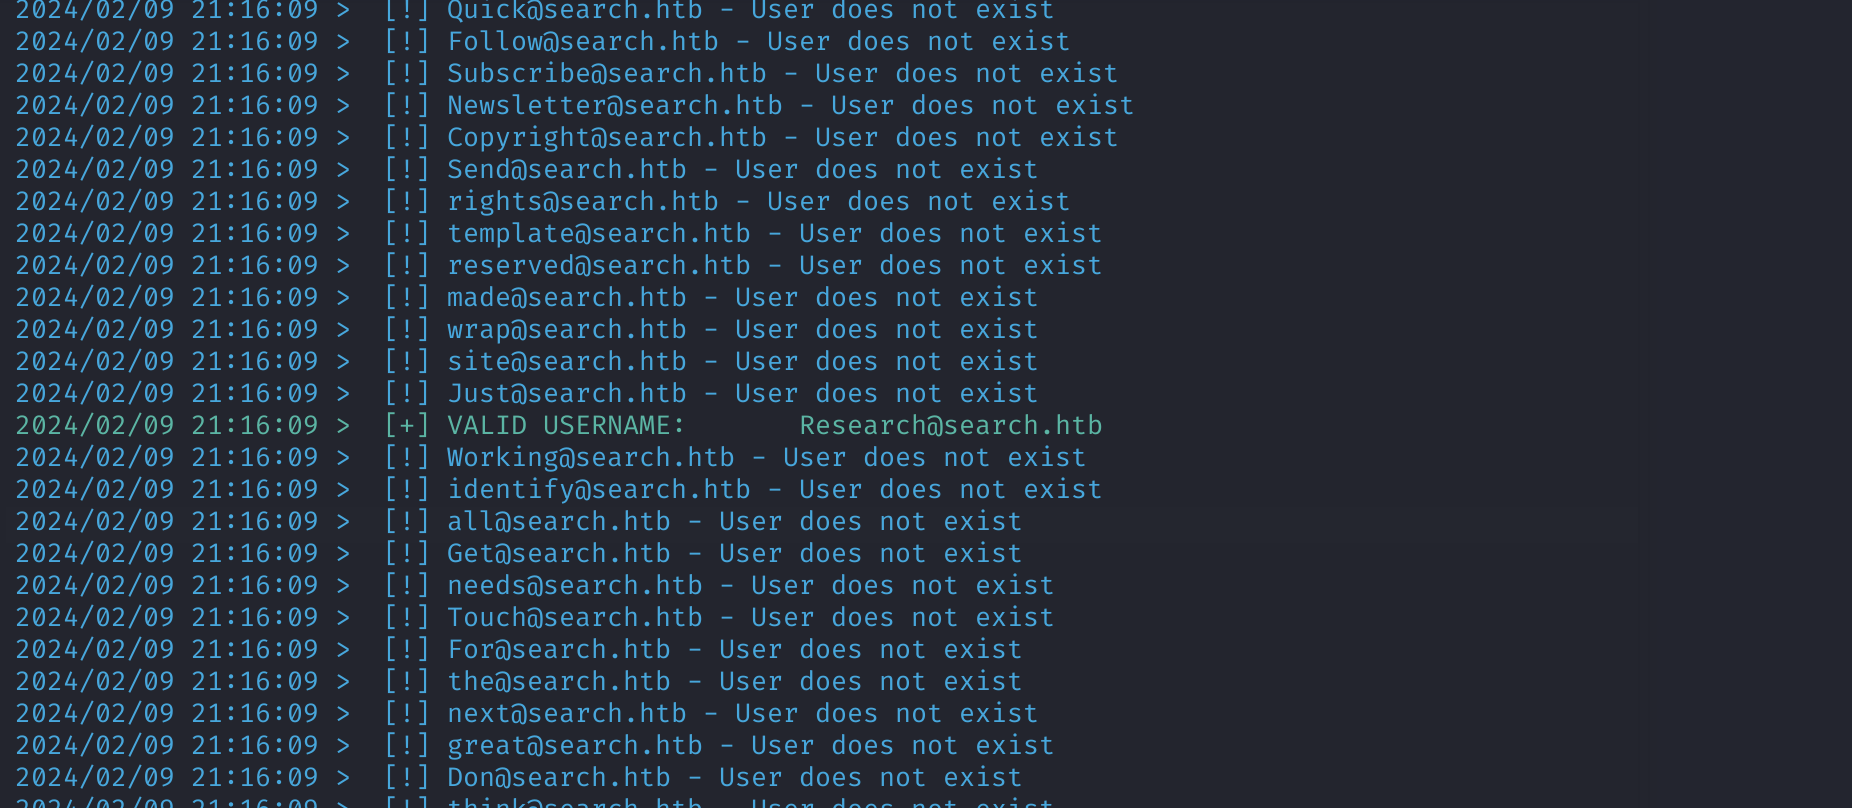 2024/02/09 21:16:09 >  [!] Quick@search.htb - User does not exist
2024/02/09 21:16:09 >  [!] Follow@search.htb - User does not exist
2024/02/09 21:16:09 >  [!] Subscribe@search.htb - User does not exist
2024/02/09 21:16:09 >  [!] Newsletter@search.htb - User does not exist
2024/02/09 21:16:09 >  [!] Copyright@search.htb - User does not exist
2024/02/09 21:16:09 >  [!] Send@search.htb - User does not exist
2024/02/09 21:16:09 >  [!] rights@search.htb - User does not exist
2024/02/09 21:16:09 >  [!] template@search.htb - User does not exist
2024/02/09 21:16:09 >  [!] reserved@search.htb - User does not exist
2024/02/09 21:16:09 >  [!] made@search.htb - User does not exist
2024/02/09 21:16:09 >  [!] wrap@search.htb - User does not exist
2024/02/09 21:16:09 >  [!] site@search.htb - User does not exist
2024/02/09 21:16:09 >  [!] Just@search.htb - User does not exist
2024/02/09 21:16:09 >  [+] VALID USERNAME:       Research@search.htb
2024/02/09 21:16:09 >  [!] Working@search.htb - User does not exist
2024/02/09 21:16:09 >  [!] identify@search.htb - User does not exist
2024/02/09 21:16:09 >  [!] all@search.htb - User does not exist
2024/02/09 21:16:09 >  [!] Get@search.htb - User does not exist
2024/02/09 21:16:09 >  [!] needs@search.htb - User does not exist
2024/02/09 21:16:09 >  [!] Touch@search.htb - User does not exist
2024/02/09 21:16:09 >  [!] For@search.htb - User does not exist
2024/02/09 21:16:09 >  [!] the@search.htb - User does not exist
2024/02/09 21:16:09 >  [!] next@search.htb - User does not exist
2024/02/09 21:16:09 >  [!] great@search.htb - User does not exist
2024/02/09 21:16:09 >  [!] Don@search.htb - User does not exist
2024/02/09 21:16:09 >  [!] think@search.htb - User does not exist